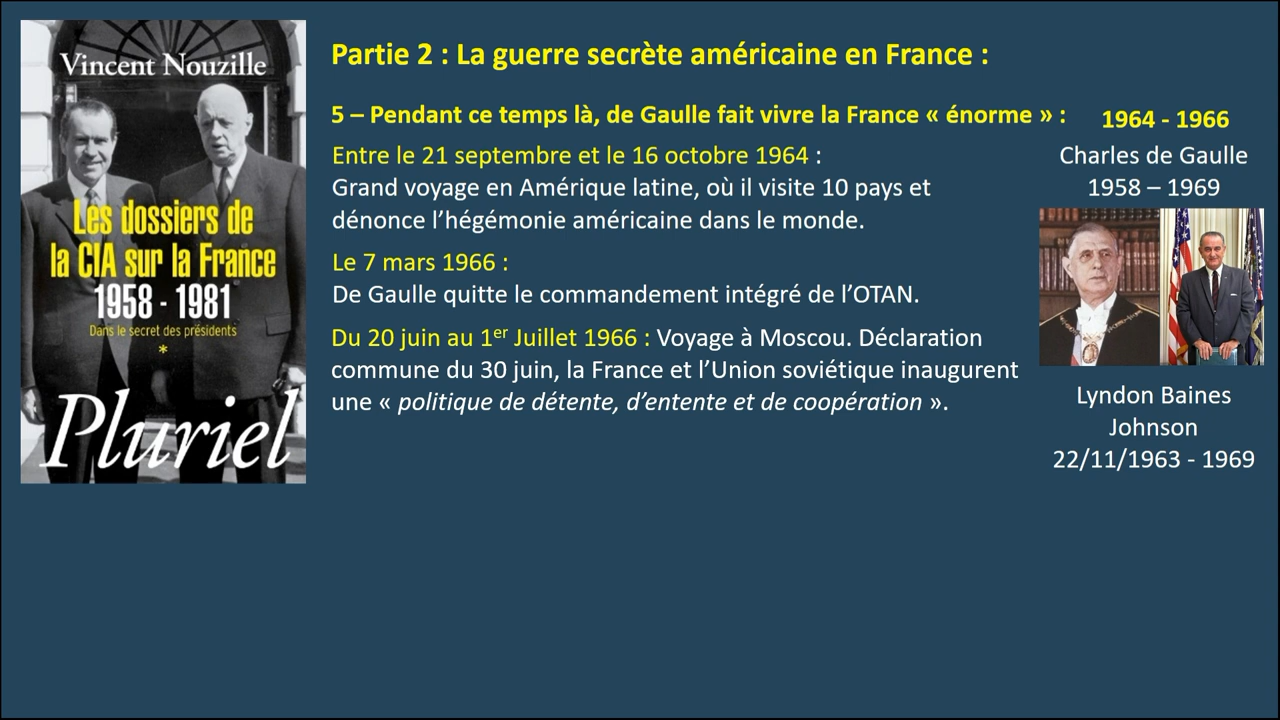 Vincent Nouzille
Les dossiers de
la CIA sur la France
1958 - 1981
Dans le secret des présidents
*
Pluriel
Partie 2 : La guerre secrète américaine en France :
5 – Pendant ce temps là, de Gaulle fait vivre la France « énorme » :
Entre le 21 septembre et le 16 octobre 1964 :
Grand voyage en Amérique latine, où il visite 10 pays et
dénonce l’hégémonie américaine dans le monde.
Le 7 mars 1966 :
De Gaulle quitte le commandement intégré de l’OTAN.
Du 20 juin au 1er Juillet 1966 : Voyage à Moscou. Déclaration
commune du 30 juin, la France et l’Union soviétique inaugurent
une « politique de détente, d’entente et de coopération ».
1964 - 1966
Charles de Gaulle
1958 – 1969
Lyndon Baines
Johnson
22/11/1963 - 1969